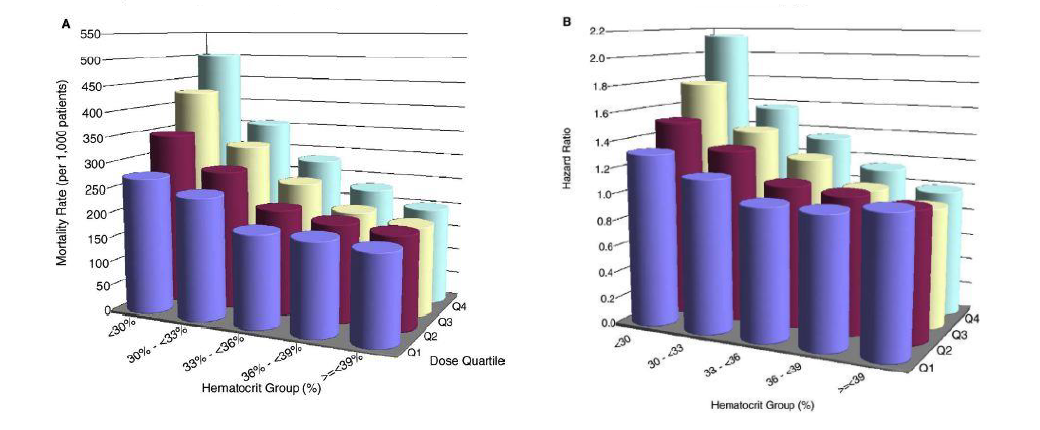 A
550
500
450
400
350
300
250
200
150
100
50
0
Mortality Rate (per 1,000 patients)
<30%
30% - <33%
33% - <36%
36% - <39%
>=<39%
Q1
Q2
Q3
Q4
Dose Quartile
Hematocrit Group (%)
B
2.2
2.0
1.8
1.6
1.4
1.2
1.0
0.8
0.6
0.4
0.2
0.0
Hazard Ratio
<30
30 - <33
33 - <36
36 - <39
>=<39
Q1
Q2
Q3
Q4
Hematocrit Group (%)